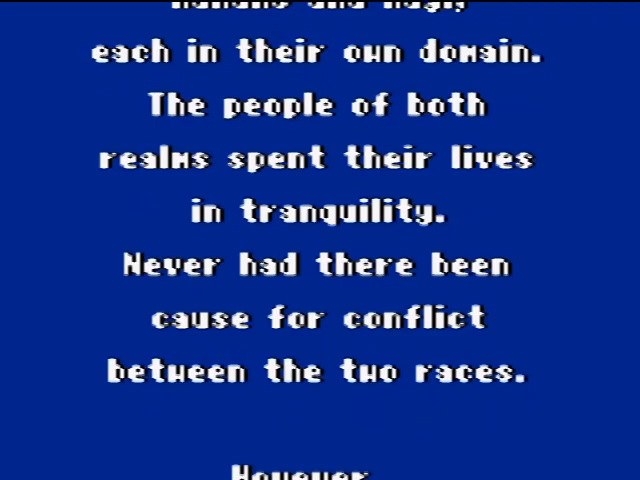 each in their own domain.
The people of both
realms spent their lives
in tranquility.
Never had there been
cause for conflict
between the two races.
However